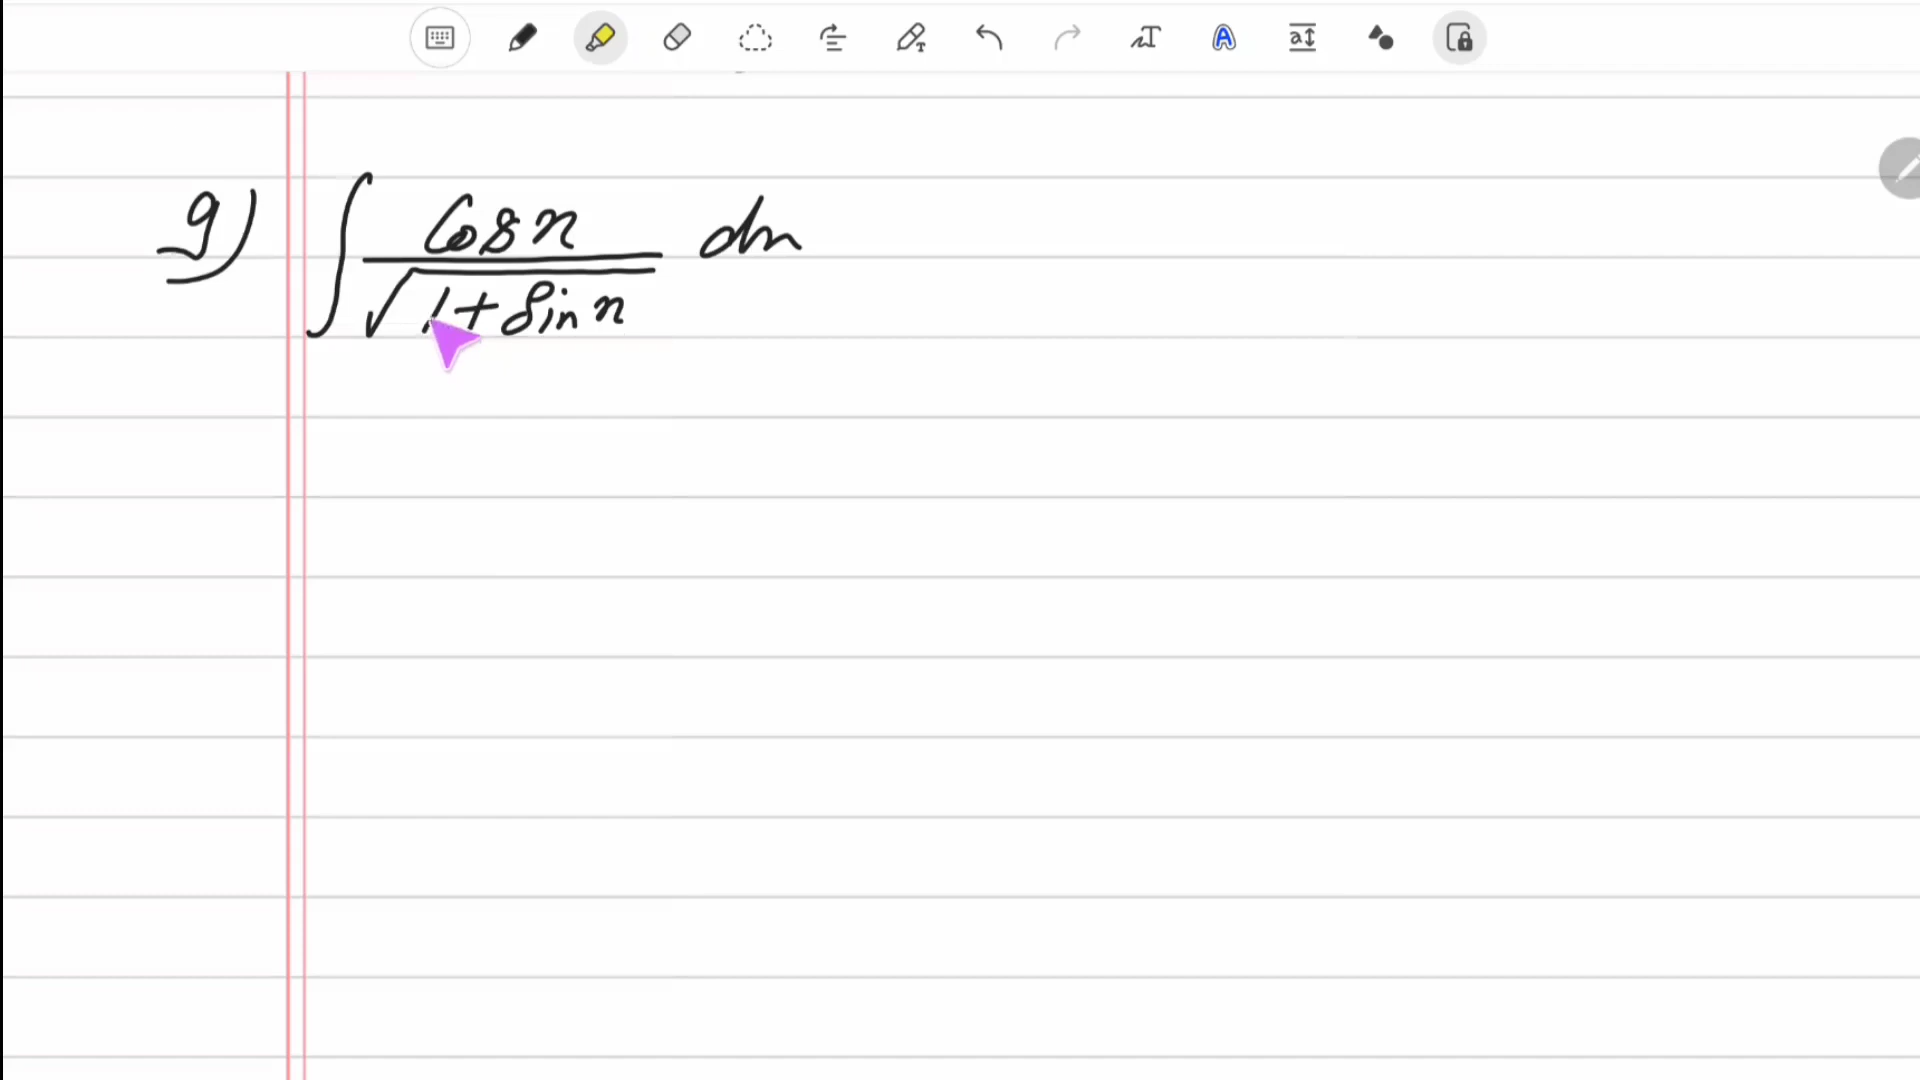 9) ∫ cos x / √(1 + sin x) dx